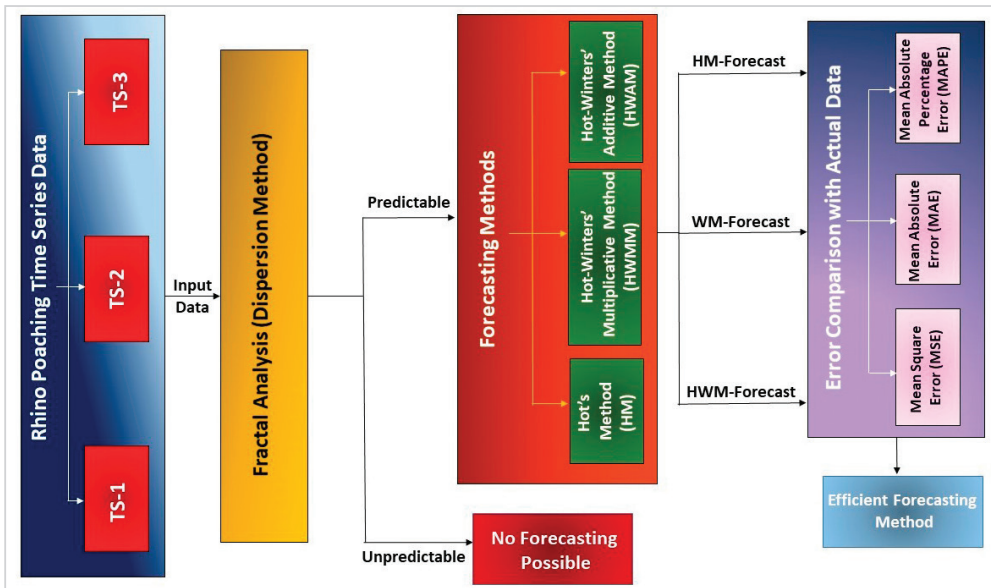 Rhino Poaching Time Series Data
TS-3
TS-2
TS-1
Input
Data
Fractal Analysis (Dispersion Method)
Predictable
Unpredictable
No Forecasting
Possible
Forecasting Methods
Hot-Winters'
Additive Method
(HWAM)
Hot-Winters'
Multiplicative Method
(HWMM)
Hot's
Method
(HM)
HM-Forecast
WM-Forecast
HWM-Forecast
Error Comparison with Actual Data
Mean Absolute
Percentage
Error (MAPE)
Mean Absolute
Error (MAE)
Mean Square
Error (MSE)
Efficient Forecasting
Method